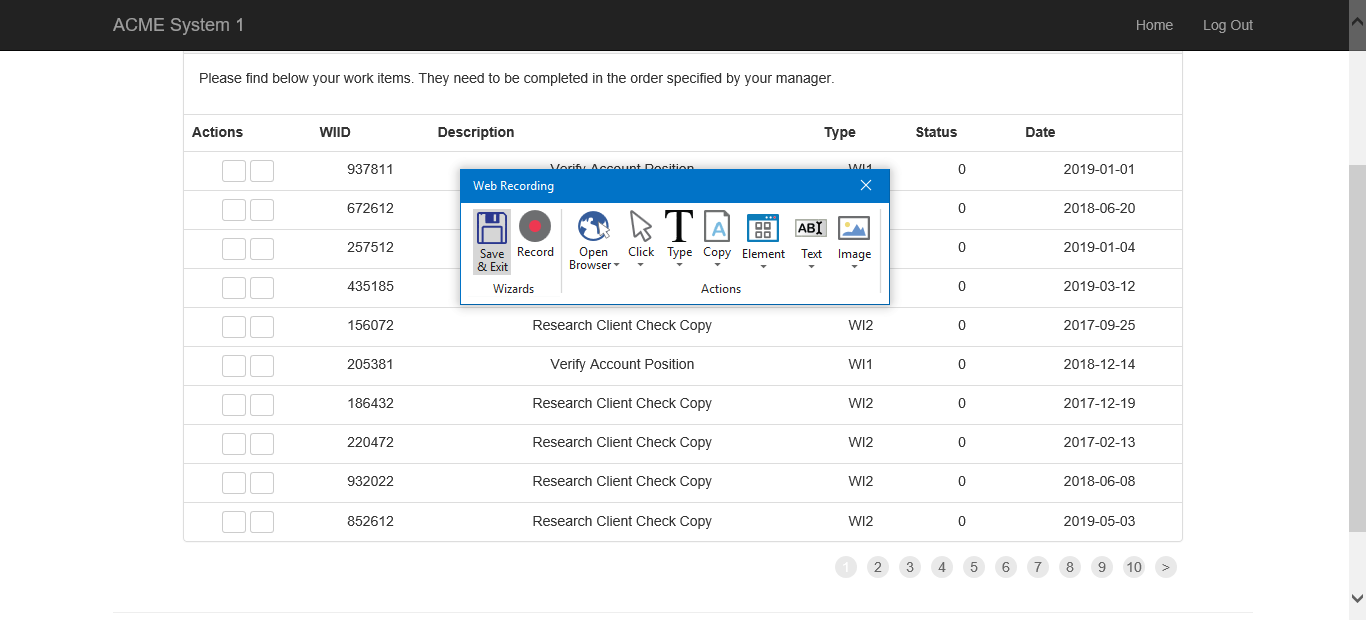 ACME System 1 Home Log Out
Please find below your work items. They need to be completed in the order specified by your manager.
Actions WIID Description Type Status Date
937811 Verify Account Position WI1 0 2019-01-01
672612 0 2018-06-20
257512 0 2019-01-04
435185 0 2019-03-12
Web Recording
Save & Exit Record Open Browser Click Type Copy Element Text Image
A ABI
Wizards Actions
156072 Research Client Check Copy WI2 0 2017-09-25
205381 Verify Account Position WI1 0 2018-12-14
186432 Research Client Check Copy WI2 0 2017-12-19
220472 Research Client Check Copy WI2 0 2017-02-13
932022 Research Client Check Copy WI2 0 2018-06-08
852612 Research Client Check Copy WI2 0 2019-05-03
1 2 3 4 5 6 7 8 9 10 >